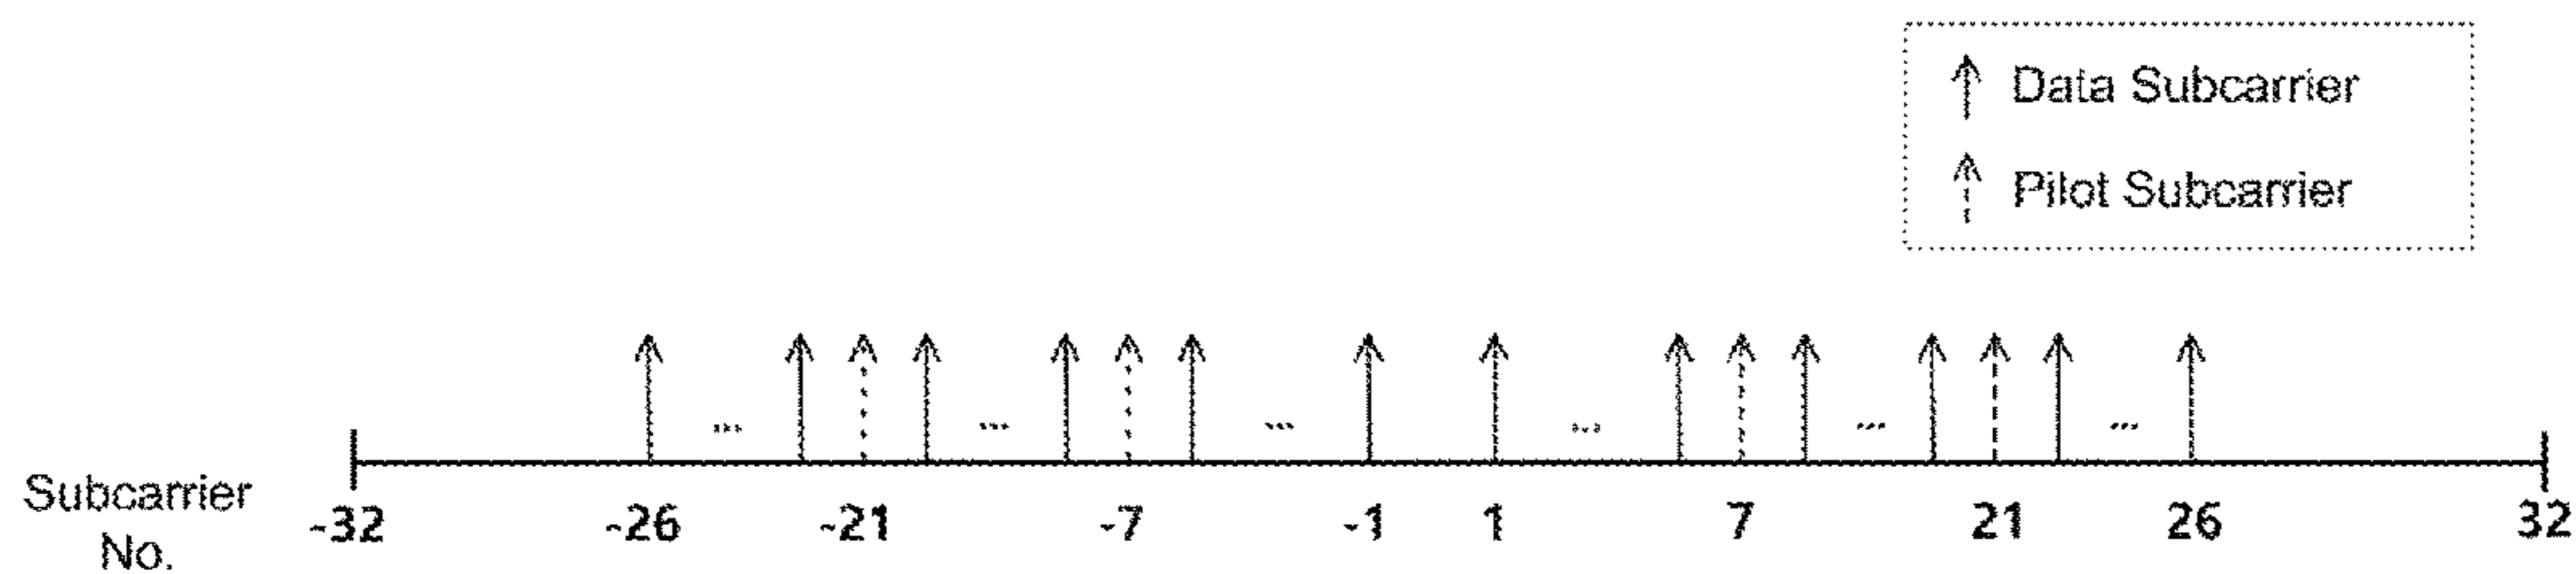 Data Subcarrier
Pilot Subcarrier
... ... ... ... ... ...
Subcarrier
No.
-32 -26 -21 -7 -1 1 7 21 26 32